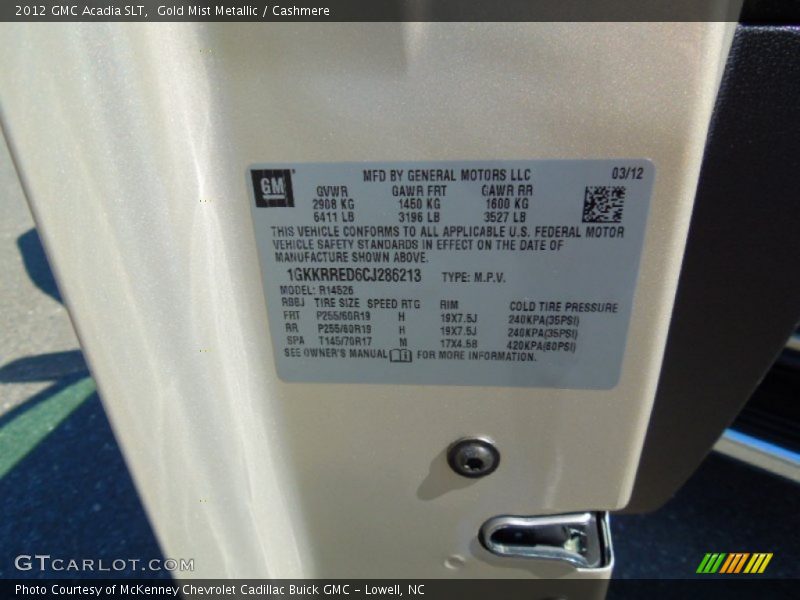 2012 GMC Acadia SLT, Gold Mist Metallic / Cashmere
GM
MFD BY GENERAL MOTORS LLC 03/12
GVWR GAWR FRT GAWR RR
2908 KG 1450 KG 1600 KG
6411 LB 3196 LB 3527 LB
THIS VEHICLE CONFORMS TO ALL APPLICABLE U.S. FEDERAL MOTOR
VEHICLE SAFETY STANDARDS IN EFFECT ON THE DATE OF
MANUFACTURE SHOWN ABOVE.
1GKKRRED6CJ286213 TYPE: M.P.V.
MODEL: R14526
RBBJ TIRE SIZE SPEED RTG RIM COLD TIRE PRESSURE
FRT P255/60R19 H 19X7.5J 240KPA(35PSI)
RR P255/60R19 H 19X7.5J 240KPA(35PSI)
SPA T145/70R17 M 17X4.5B 420KPA(60PSI)
SEE OWNER'S MANUAL FOR MORE INFORMATION.
GTCARLOT.COM
Photo Courtesy of McKenney Chevrolet Cadillac Buick GMC - Lowell, NC